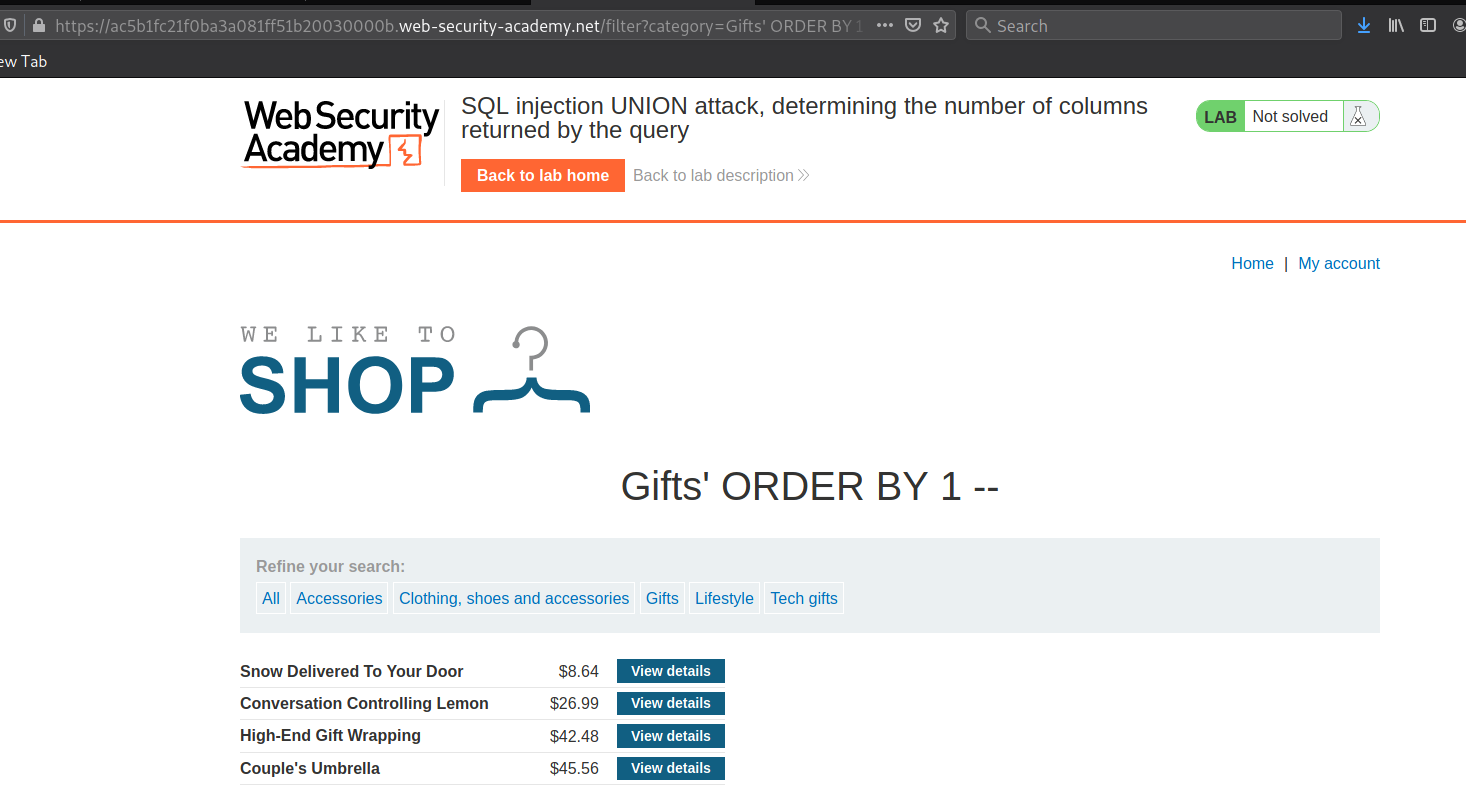 https://ac5b1fc21f0ba3a081ff51b20030000b.web-security-academy.net/filter?category=Gifts' ORDER BY 1
Search
ew Tab
Web Security
Academy
SQL injection UNION attack, determining the number of columns
returned by the query
LAB Not solved
Back to lab home Back to lab description
Home | My account
WE LIKE TO
SHOP
Gifts' ORDER BY 1 --
Refine your search:
All Accessories Clothing, shoes and accessories Gifts Lifestyle Tech gifts
Snow Delivered To Your Door $8.64 View details
Conversation Controlling Lemon $26.99 View details
High-End Gift Wrapping $42.48 View details
Couple's Umbrella $45.56 View details